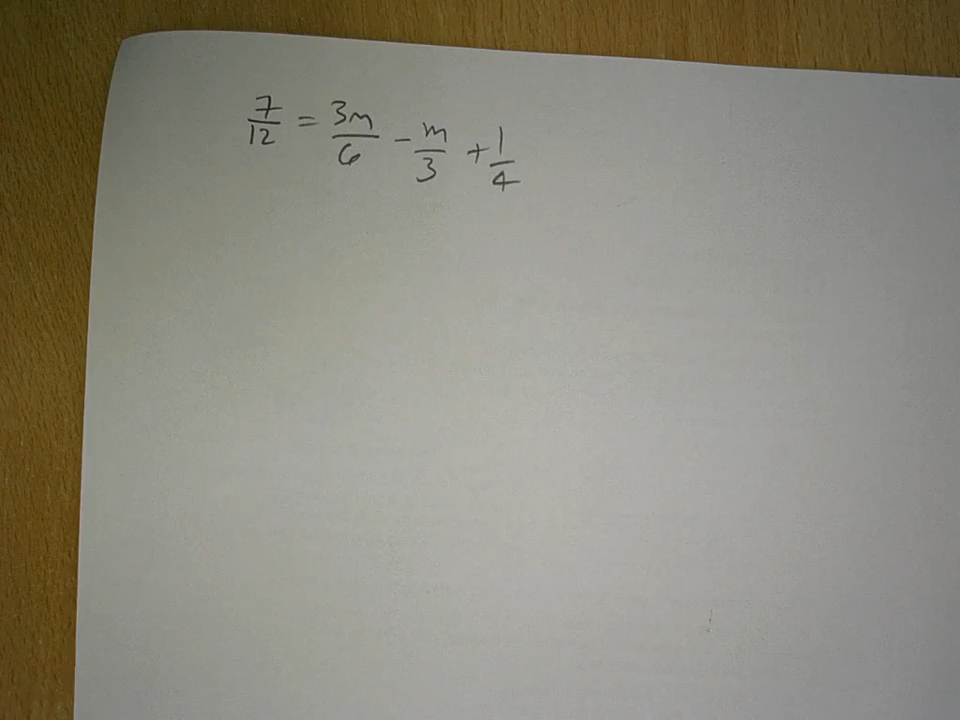 7/12 = 3m/6 - m/3 + 1/4